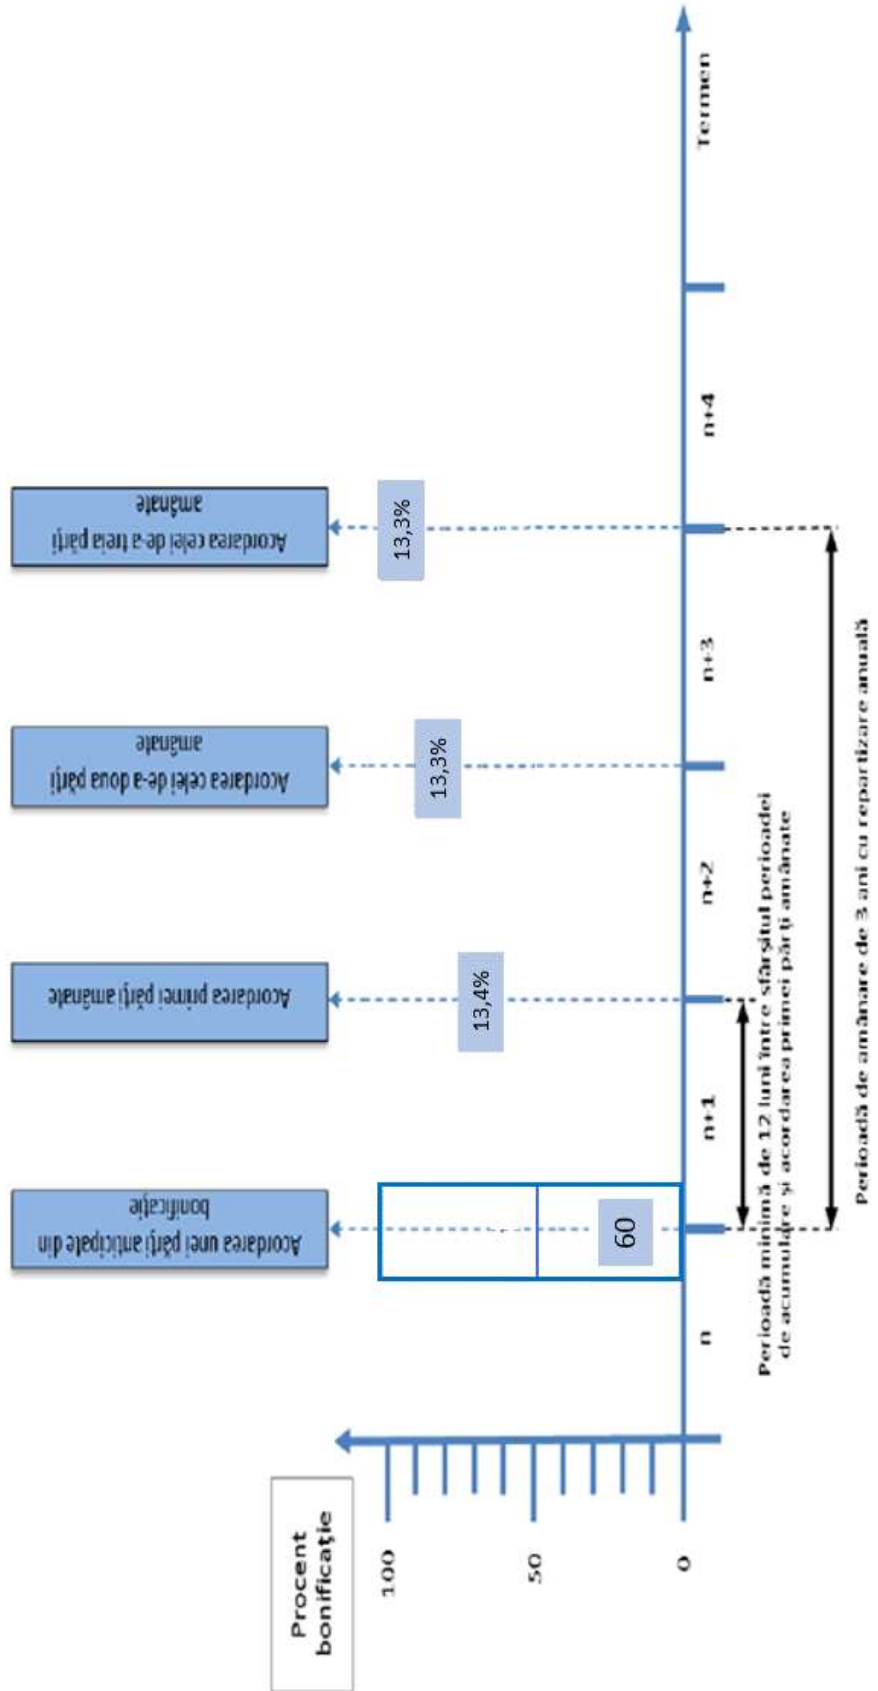 Procent
bonificație
Acordarea unei părți anticipate din
bonificație
Acordarea primei părți amânate
Acordarea celei de-a doua părți
amânate
Acordarea celei de-a treia părți
amânate
100
50
0
60
13,4%
13,3%
13,3%
n
n+1
n+2
n+3
n+4
Termen
Perioadă minimă de 12 luni între sfârșitul perioadei
de acumulare și acordarea primei părți amânate
Perioadă de amânare de 3 ani cu repartizare anuală